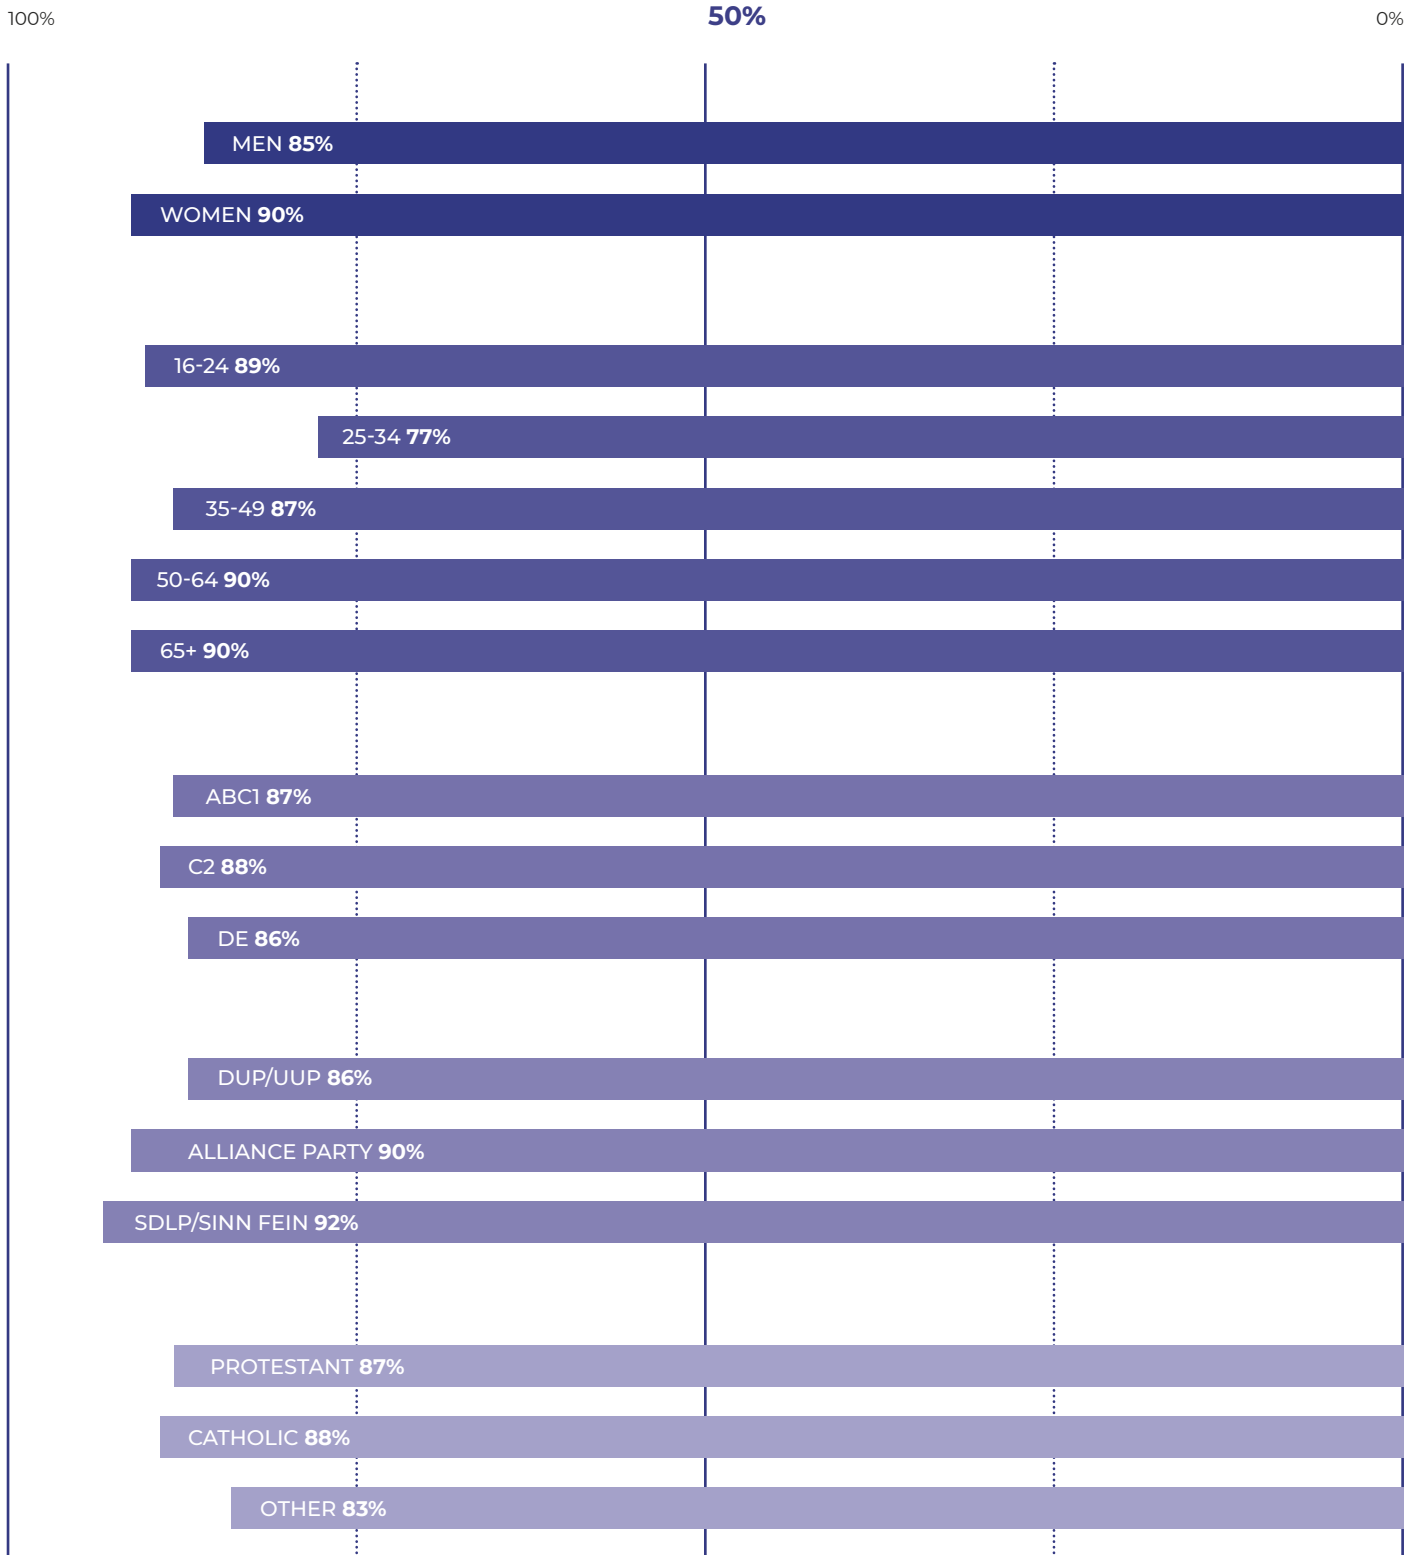 100% 50% 0%
MEN 85%
WOMEN 90%
16-24 89%
25-34 77%
35-49 87%
50-64 90%
65+ 90%
ABC1 87%
C2 88%
DE 86%
DUP/UUP 86%
ALLIANCE PARTY 90%
SDLP/SINN FEIN 92%
PROTESTANT 87%
CATHOLIC 88%
OTHER 83%